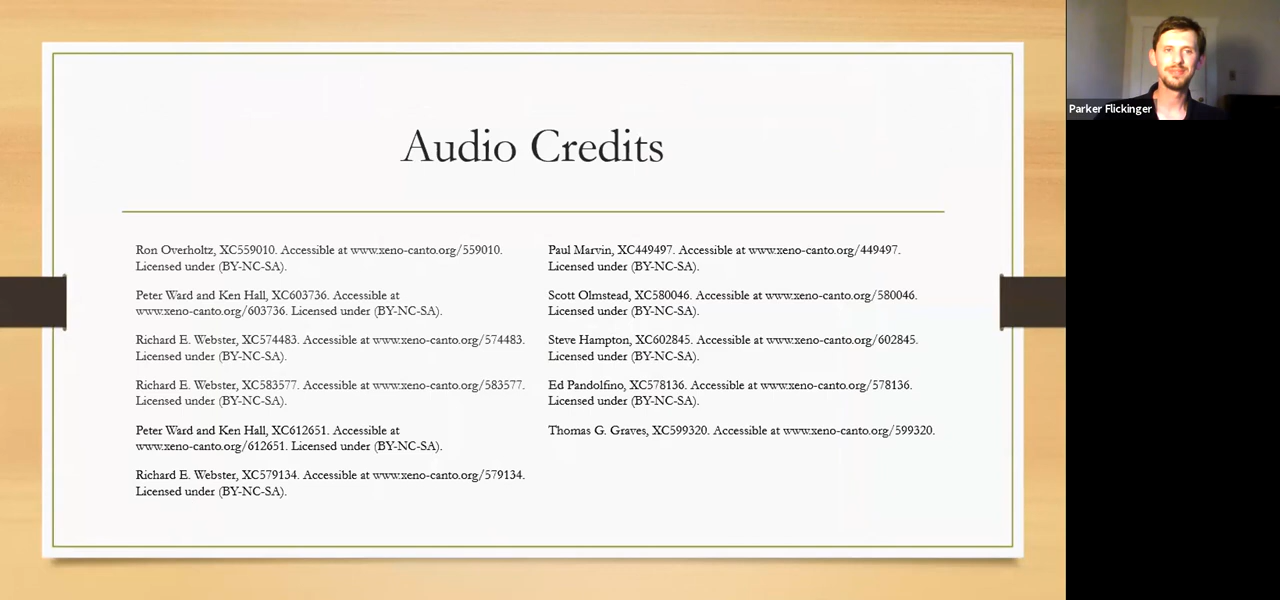 Audio Credits
Ron Overholtz, XC559010. Accessible at www.xeno-canto.org/559010.
Licensed under (BY-NC-SA).
Peter Ward and Ken Hall, XC603736. Accessible at
www.xeno-canto.org/603736. Licensed under (BY-NC-SA).
Richard E. Webster, XC574483. Accessible at www.xeno-canto.org/574483.
Licensed under (BY-NC-SA).
Richard E. Webster, XC583577. Accessible at www.xeno-canto.org/583577.
Licensed under (BY-NC-SA).
Peter Ward and Ken Hall, XC612651. Accessible at
www.xeno-canto.org/612651. Licensed under (BY-NC-SA).
Richard E. Webster, XC579134. Accessible at www.xeno-canto.org/579134.
Licensed under (BY-NC-SA).
Paul Marvin, XC449497. Accessible at www.xeno-canto.org/449497.
Licensed under (BY-NC-SA).
Scott Olmstead, XC580046. Accessible at www.xeno-canto.org/580046.
Licensed under (BY-NC-SA).
Steve Hampton, XC602845. Accessible at www.xeno-canto.org/602845.
Licensed under (BY-NC-SA).
Ed Pandolfino, XC578136. Accessible at www.xeno-canto.org/578136.
Licensed under (BY-NC-SA).
Thomas G. Graves, XC599320. Accessible at www.xeno-canto.org/599320.
Parker Flickinger